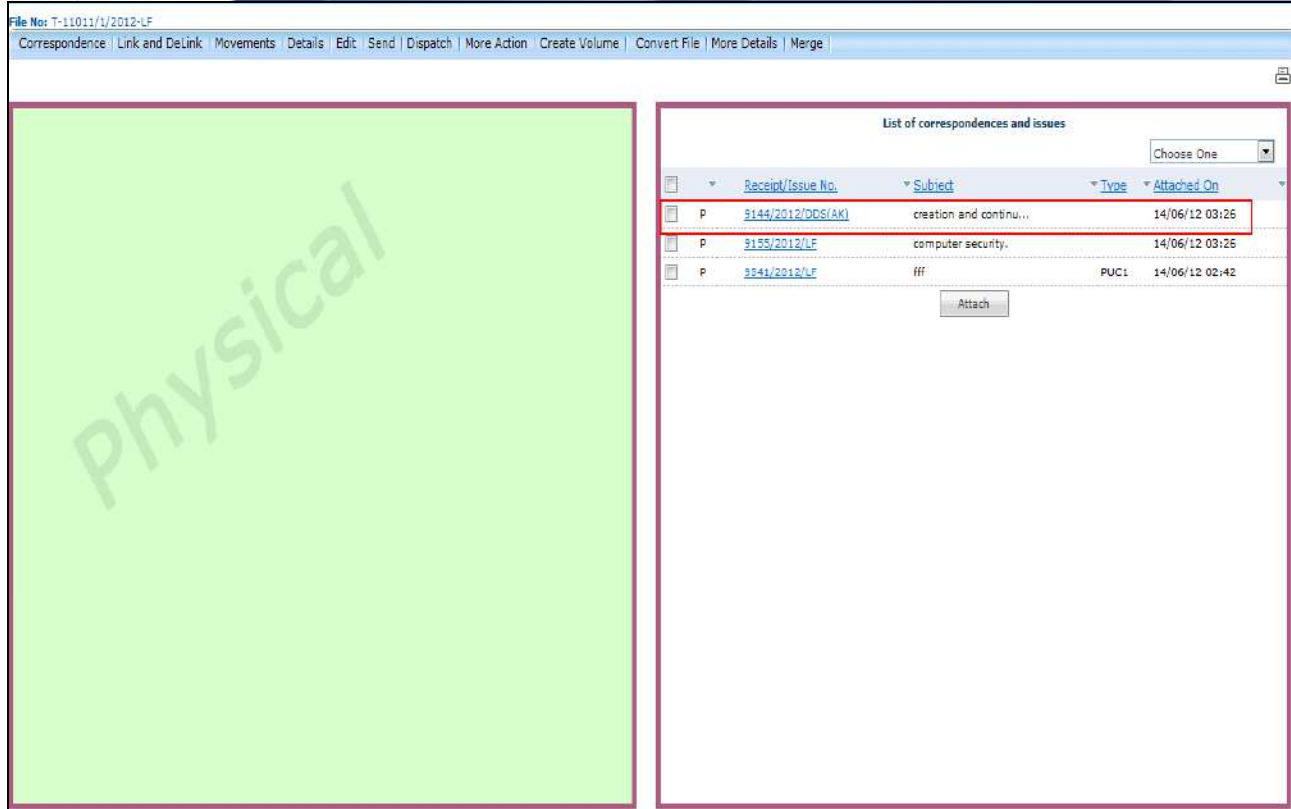 File No: T-11011/1/2012-LF
Correspondence | Link and DeLink | Movements | Details | Edit | Send | Dispatch | More Action | Create Volume | Convert File | More Details | Merge
Physical
List of correspondences and issues
Choose One
Receipt/Issue No. Subject Type Attached On
P 9144/2012/DDS(AK) creation and continu... 14/06/12 03:26
P 9155/2012/LF computer security. 14/06/12 03:26
P 9541/2012/LF fff PUC1 14/06/12 02:42
Attach